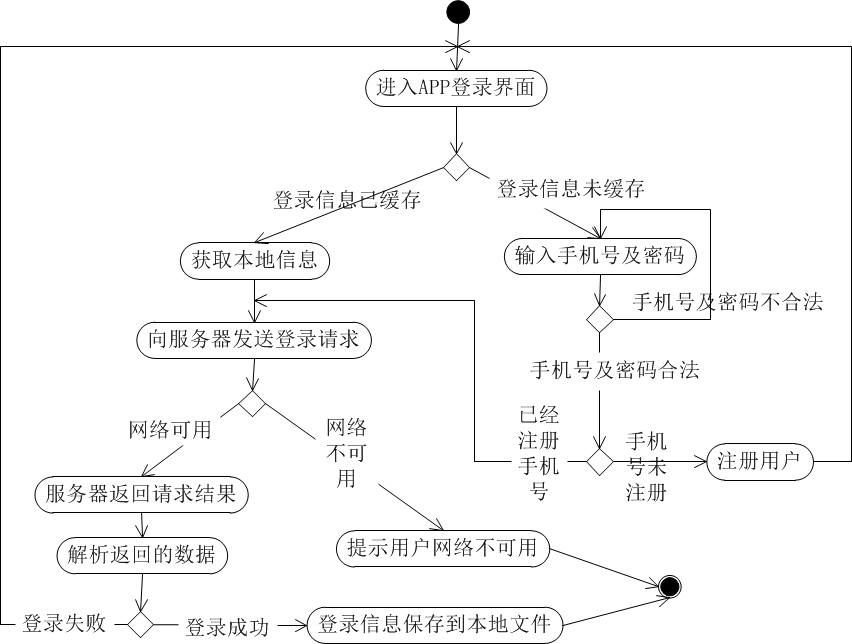 进入APP登录界面
登录信息已缓存
登录信息未缓存
获取本地信息
输入手机号及密码
手机号及密码不合法
向服务器发送登录请求
手机号及密码合法
网络可用
网络
不可
用
已经
注册
手机
号
手机
号未
注册
注册用户
服务器返回请求结果
解析返回的数据
提示用户网络不可用
登录失败
登录成功
登录信息保存到本地文件